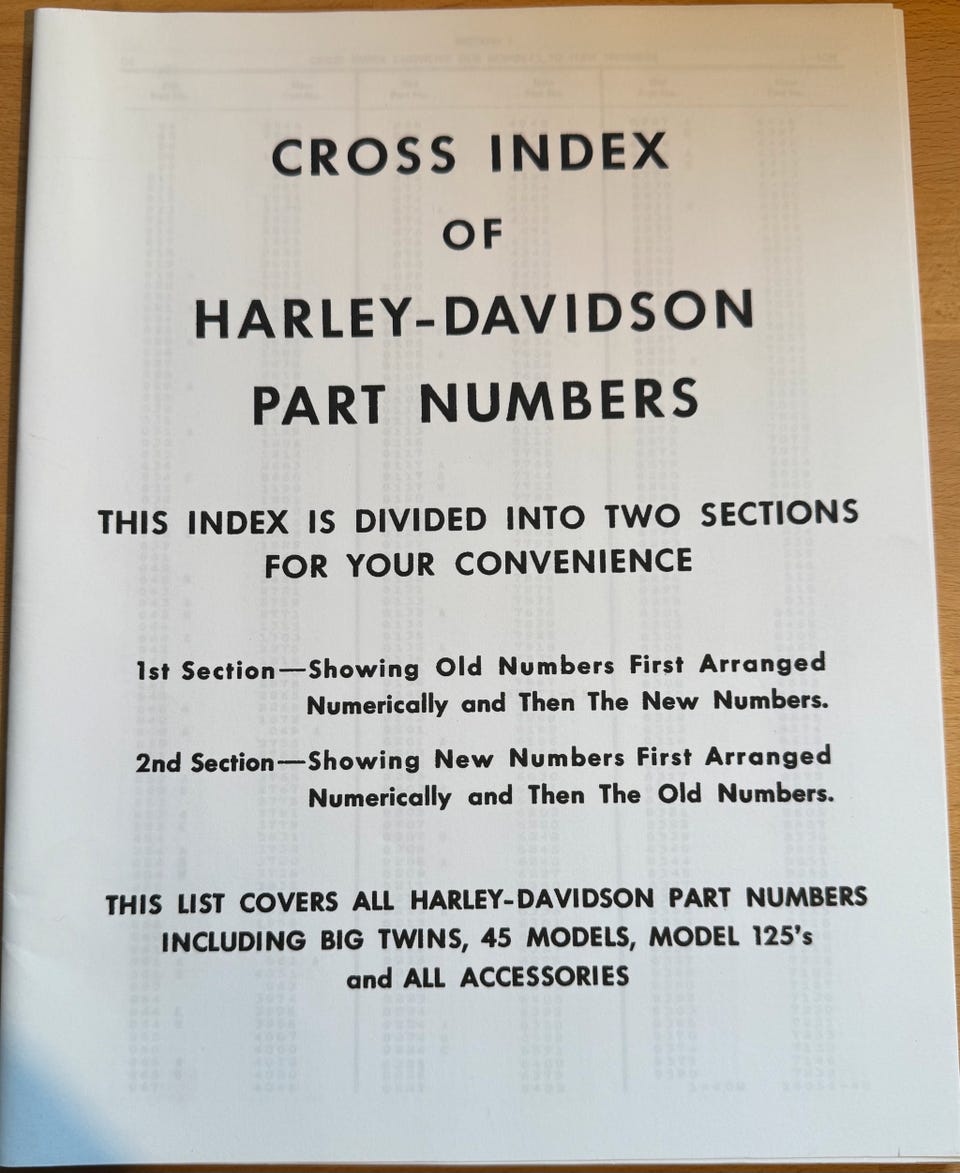 CROSS INDEX
OF
HARLEY-DAVIDSON
PART NUMBERS
THIS INDEX IS DIVIDED INTO TWO SECTIONS
FOR YOUR CONVENIENCE
1st Section—Showing Old Numbers First Arranged
Numerically and Then The New Numbers.
2nd Section—Showing New Numbers First Arranged
Numerically and Then The Old Numbers.
THIS LIST COVERS ALL HARLEY-DAVIDSON PART NUMBERS
INCLUDING BIG TWINS, 45 MODELS, MODEL 125's
and ALL ACCESSORIES